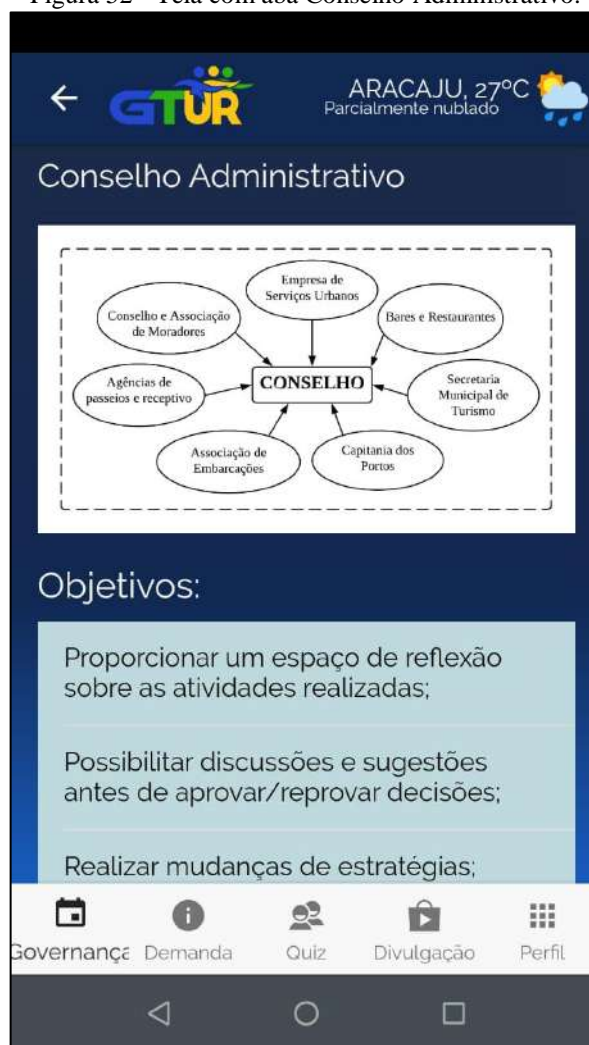 Figura 32 - Tela com aba Conselho Administrativo.
GTUR
ARACAJU, 27°C
Parcialmente nublado
Conselho Administrativo
Empresa de
Serviços Urbanos
Conselho e Associação
de Moradores
Bares e Restaurantes
Agências de
passeios e receptivo
CONSELHO
Secretaria
Municipal de
Turismo
Associação de
Embarcações
Capitania dos
Portos
Objetivos:
Proporcionar um espaço de reflexão
sobre as atividades realizadas;
Possibilitar discussões e sugestões
antes de aprovar/reprovar decisões;
Realizar mudanças de estratégias;
Governança Demanda Quiz Divulgação Perfil